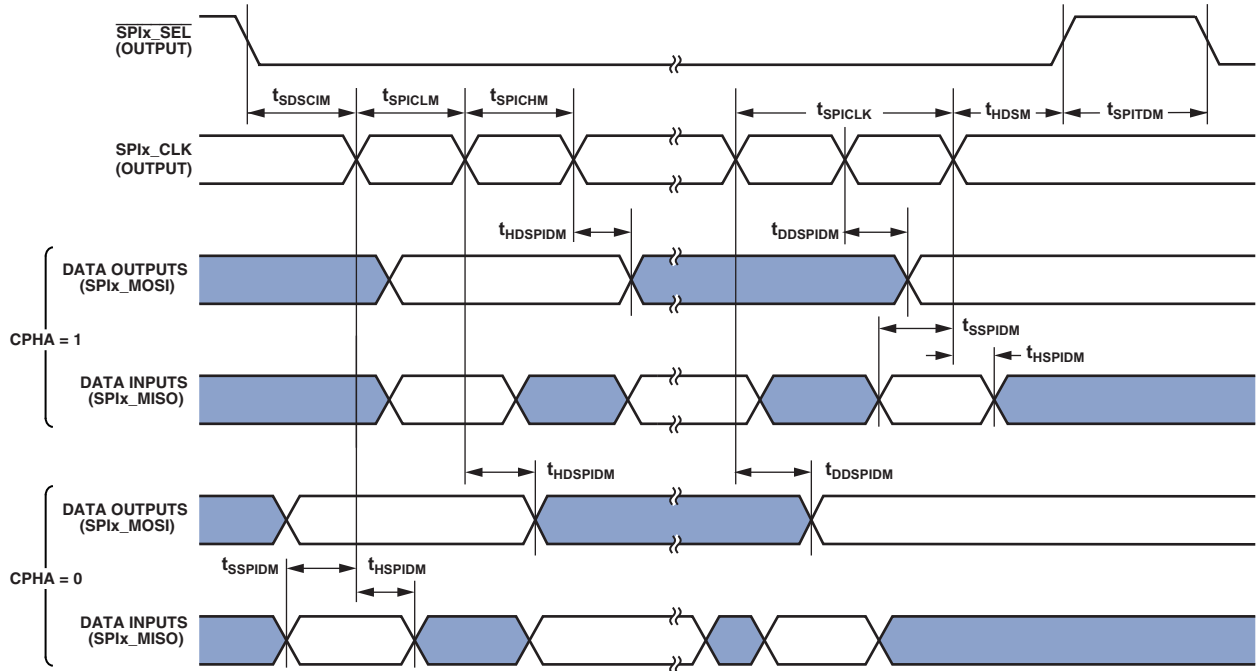 SPIx_SEL
(OUTPUT)
tSDSCIM
tSPICLM
tSPICHM
tSPICLK
tHDSM
tSPITDM
SPIx_CLK
(OUTPUT)
tHDSPIDM
tDDSPIDM
CPHA = 1
DATA OUTPUTS
(SPIx_MOSI)
tSSPIDM
tHSPIDM
DATA INPUTS
(SPIx_MISO)
tHDSPIDM
tDDSPIDM
CPHA = 0
DATA OUTPUTS
(SPIx_MOSI)
tSSPIDM
tHSPIDM
DATA INPUTS
(SPIx_MISO)